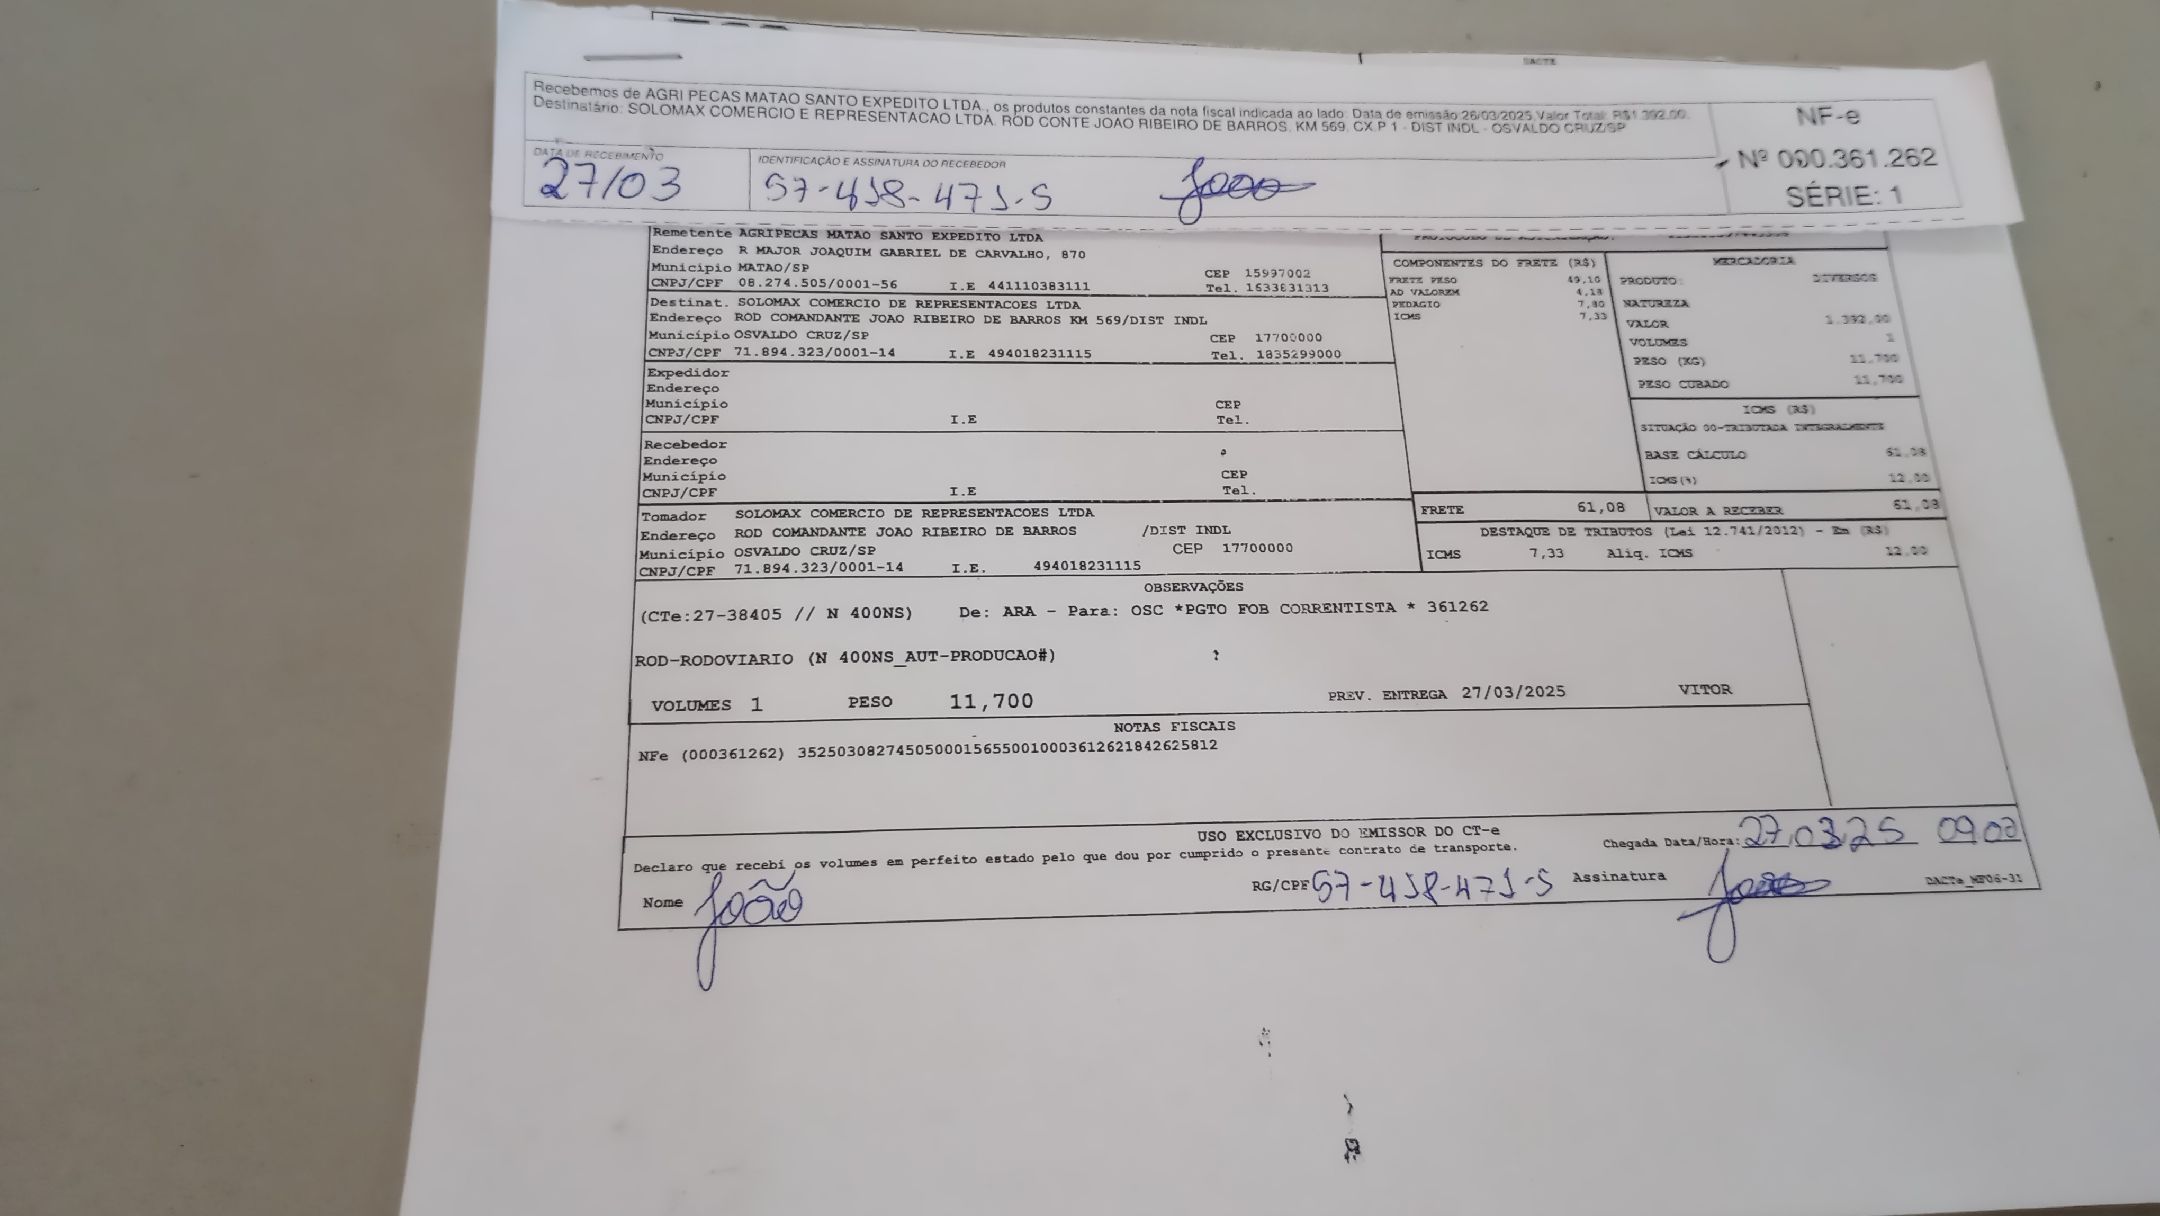 DACTE
Recebemos de AGRI PECAS MATAO SANTO EXPEDITO LTDA., os produtos constantes da nota fiscal indicada ao lado: Data de emissão 26/03/2025 Valor Total: R$1.392,00.
Destinatário: SOLOMAX COMERCIO E REPRESENTACAO LTDA. ROD CONTE JOAO RIBEIRO DE BARROS, KM 569, CX P 1 - DIST INDL - OSVALDO CRUZ/SP
NF-e
Nº 000.361.262
SÉRIE: 1
DATA DE RECEBIMENTO
27/03
IDENTIFICAÇÃO E ASSINATURA DO RECEBEDOR
57-418-471-5 João
Remetente AGRIPECAS MATAO SANTO EXPEDITO LTDA
Endereço R MAJOR JOAQUIM GABRIEL DE CARVALHO, 870
Município MATAO/SP CEP 15997002
CNPJ/CPF 08.274.505/0001-56 I.E 441110383111 Tel. 1633831313
Destinat. SOLOMAX COMERCIO DE REPRESENTACOES LTDA
Endereço ROD COMANDANTE JOAO RIBEIRO DE BARROS KM 569/DIST INDL
Município OSVALDO CRUZ/SP CEP 17700000
CNPJ/CPF 71.894.323/0001-14 I.E 494018231115 Tel. 1835299000
Expedidor
Endereço
Município CEP
CNPJ/CPF I.E Tel.
Recebedor
Endereço
Município CEP
CNPJ/CPF I.E Tel.
Tomador SOLOMAX COMERCIO DE REPRESENTACOES LTDA
Endereço ROD COMANDANTE JOAO RIBEIRO DE BARROS /DIST INDL
Município OSVALDO CRUZ/SP CEP 17700000
CNPJ/CPF 71.894.323/0001-14 I.E. 494018231115
COMPONENTES DO FRETE (R$)
FRETE PESO 49,10
AD VALOREM 4,18
PEDAGIO 7,80
ICMS 7,33
MERCADORIA
PRODUTO: DIVERSOS
NATUREZA
VALOR 1.392,00
VOLUMES 1
PESO (KG) 11,700
PESO CUBADO 11,700
ICMS (R$)
SITUAÇÃO 00-TRIBUTADA INTEGRALMENTE
BASE CÁLCULO 61,08
ICMS(%) 12,00
FRETE 61,08 VALOR A RECEBER 61,08
DESTAQUE DE TRIBUTOS (Lei 12.741/2012) - Em (R$)
ICMS 7,33 Aliq. ICMS 12.00
OBSERVAÇÕES
(CTe:27-38405 // N 400NS) De: ARA - Para: OSC *PGTO FOB CORRENTISTA * 361262
ROD-RODOVIARIO (N 400NS_AUT-PRODUCAO#)
VOLUMES 1 PESO 11,700 PREV. ENTREGA 27/03/2025 VITOR
NOTAS FISCAIS
NFe (000361262) 35250308274505000156550010003612621842625812
USO EXCLUSIVO DO EMISSOR DO CT-e
Declaro que recebi os volumes em perfeito estado pelo que dou por cumprido o presente contrato de transporte. Chegada Data/Hora: 27 03 25 09 02
Nome João RG/CPF 57-418-471-5 Assinatura João DACTe_MF06-31